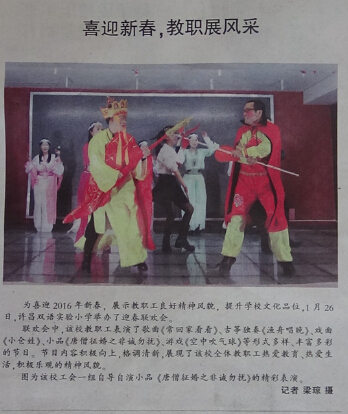 喜迎新春,教职展风采
为喜迎2016年新春，展示教职工良好精神风貌，提升学校文化品位，1月26
日,许昌双语实验小学举办了迎春联欢会。
联欢会中,该校教职工表演了歌曲《常回家看看》、古筝独奏《渔舟唱晚》、戏曲
《小仓娃》、小品《唐僧征婚之非诚勿扰》、游戏《空中吹气球》等形式多样、丰富多彩
的节目。节目内容积极向上,格调清新,展现了该校全体教职工热爱教育、热爱生
活,积极乐观的精神风貌。
图为该校工会一组自导自演小品《唐僧征婚之非诚勿扰》的精彩表演。
记者 梁琼 摄